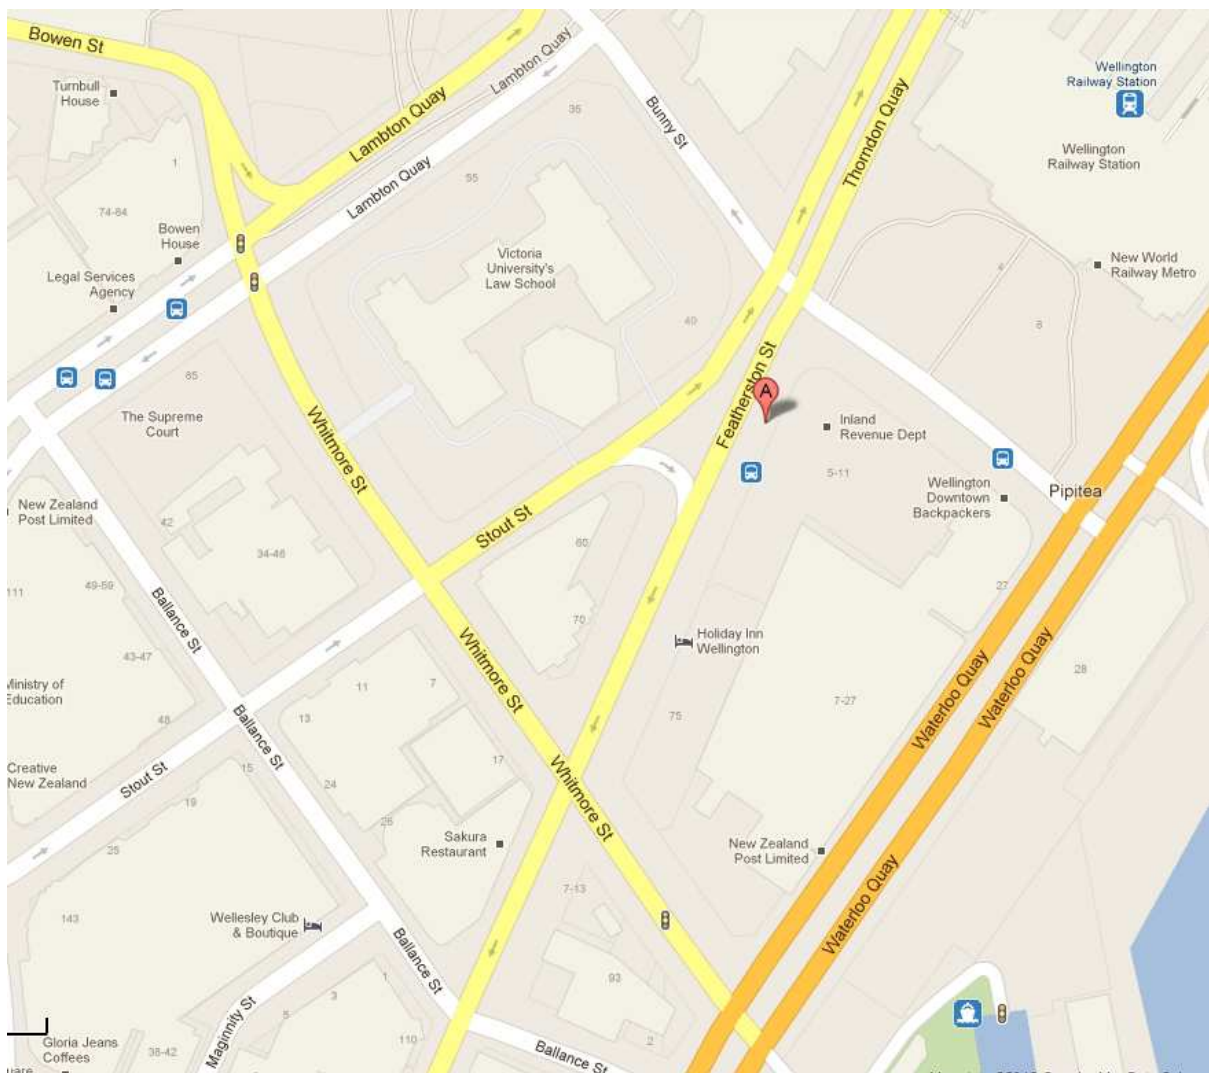 Bowen St
Turnbull
House
Lambton Quay
Lambton Quay
Lambton Quay
35
Bunny St
Thorndon Quay
Wellington
Railway Station
Wellington
Railway Station
1
74-84
55
Bowen
House
Legal Services
Agency
Victoria
University's
Law School
New World
Railway Metro
4
8
40
85
The Supreme
Court
Whitmore St
Featherston St
A
Inland
Revenue Dept
5-11
Wellington
Downtown
Backpackers
Pipitea
New Zealand
Post Limited
42
34-46
Stout St
60
49-59
111
Ballance St
70
27
43-47
Whitmore St
Holiday Inn
Wellington
Ministry of
Education
11
7
28
7-27
Waterloo Quay
Waterloo Quay
48
13
Ballance St
75
Creative
New Zealand
Stout St
15
24
17
Whitmore St
19
26
Sakura
Restaurant
New Zealand
Post Limited
25
7-13
Waterloo Quay
143
Wellesley Club
& Boutique
Ballance St
93
1
3
5
Maginnity St
Gloria Jeans
Coffees
38-42
110
2
Ballance St